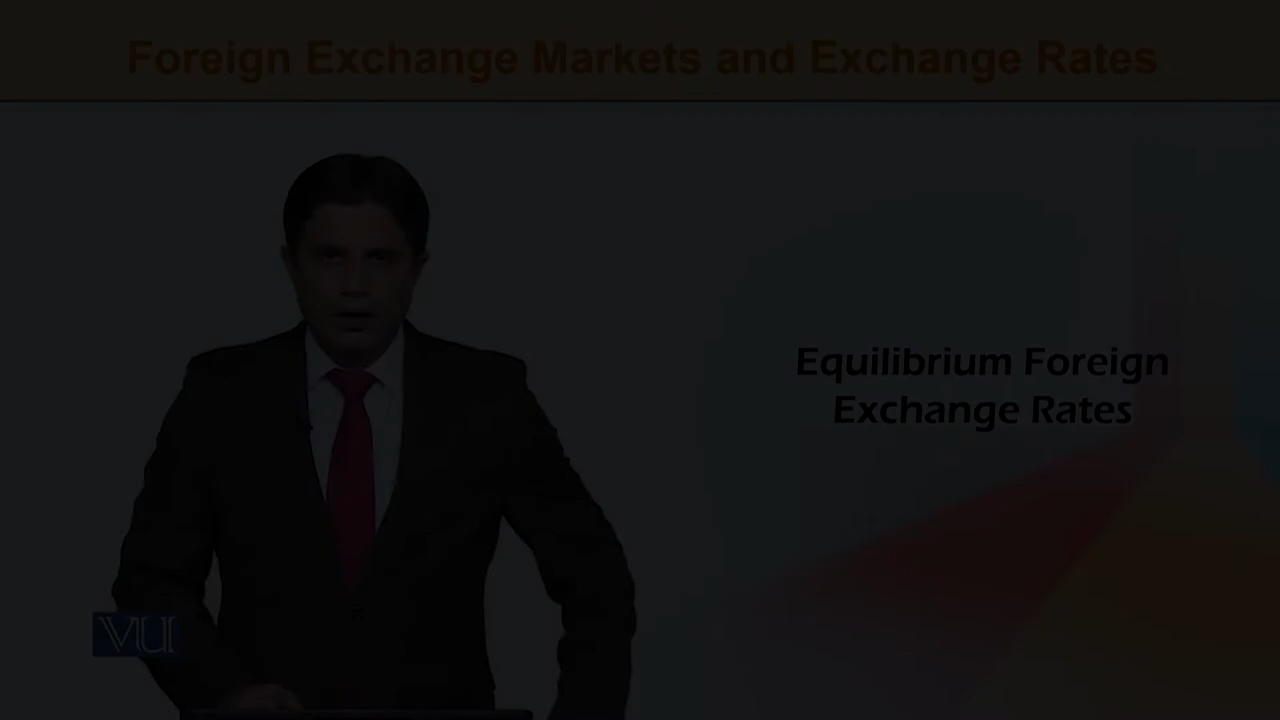 Foreign Exchange Markets and Exchange Rates
Equilibrium Foreign
Exchange Rates
VU